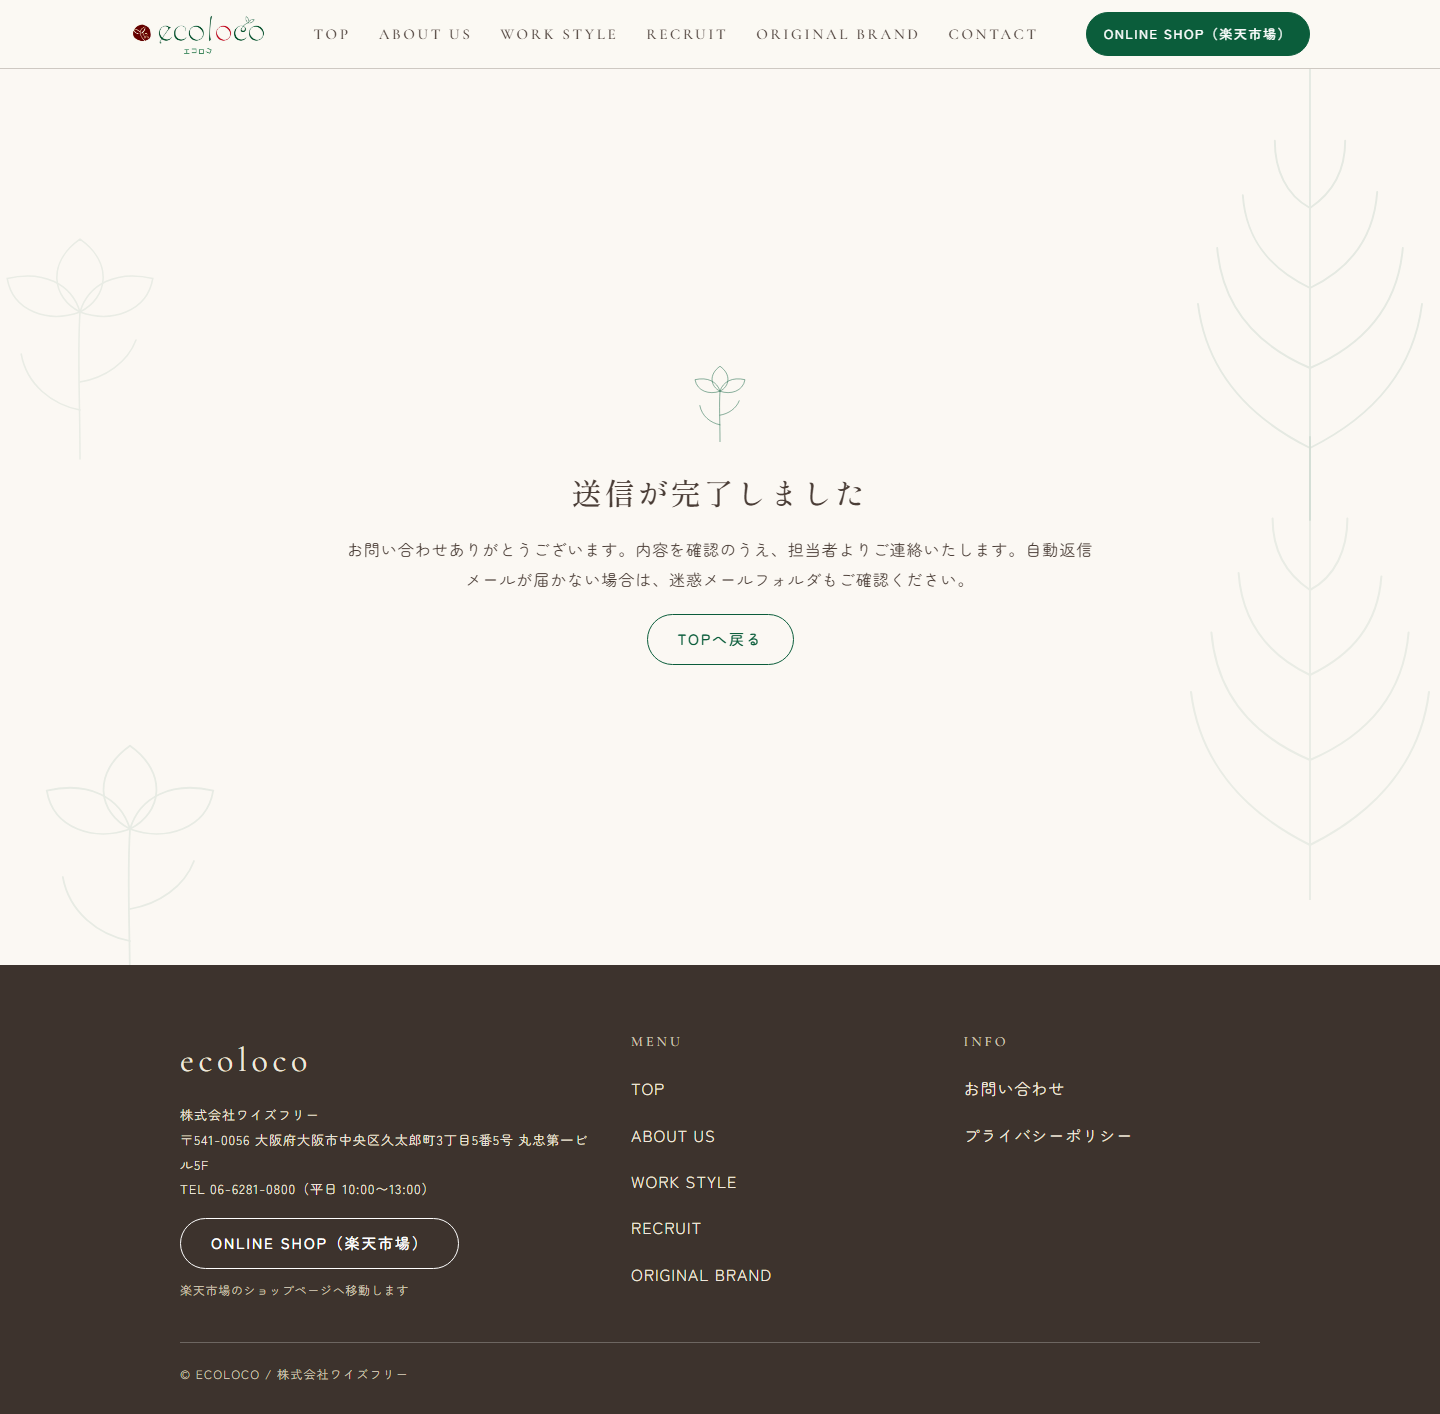 ecoloco
エコロコ
TOP ABOUT US WORK STYLE RECRUIT ORIGINAL BRAND CONTACT
ONLINE SHOP（楽天市場）
送信が完了しました
お問い合わせありがとうございます。内容を確認のうえ、担当者よりご連絡いたします。自動返信
メールが届かない場合は、迷惑メールフォルダもご確認ください。
TOPへ戻る
ecoloco
株式会社ワイズフリー
〒541-0056 大阪府大阪市中央区久太郎町3丁目5番5号 丸忠第一ビ
ル5F
TEL 06-6281-0800（平日 10:00〜13:00）
ONLINE SHOP（楽天市場）
楽天市場のショップページへ移動します
MENU
TOP
ABOUT US
WORK STYLE
RECRUIT
ORIGINAL BRAND
INFO
お問い合わせ
プライバシーポリシー
© ECOLOCO / 株式会社ワイズフリー